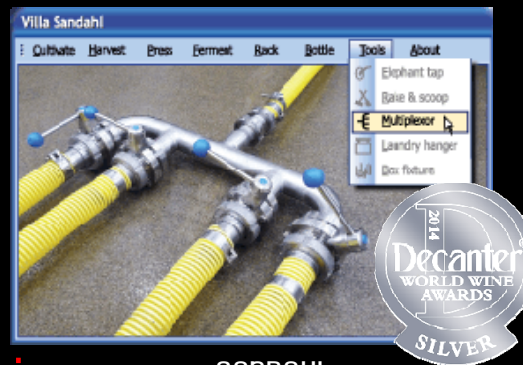 Villa Sandahl
Cultivate Harvest Press Ferment Rack Bottle Tools About
Elephant tap
Rake & scoop
Multiplexor
Laundry hanger
Box fixture
2014
Decanter
WORLD WINE
AWARDS
SILVER